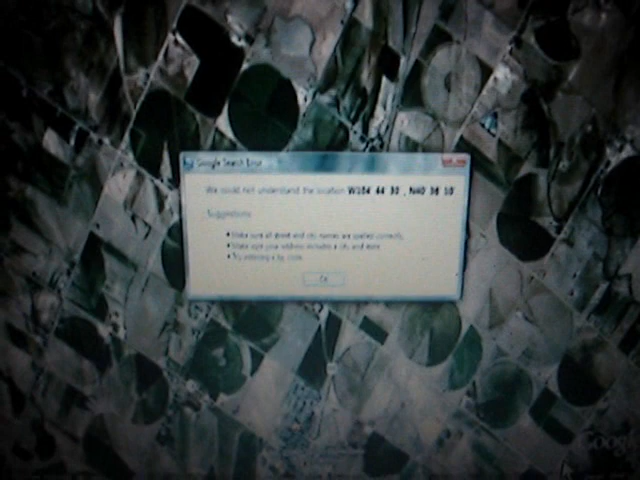 Google Search Error
We could not understand the location W104 44 30 , N40 36 10
Suggestions:
• Make sure all street and city names are spelled correctly.
• Make sure your address includes a city and state.
• Try entering a zip code.
OK
Google